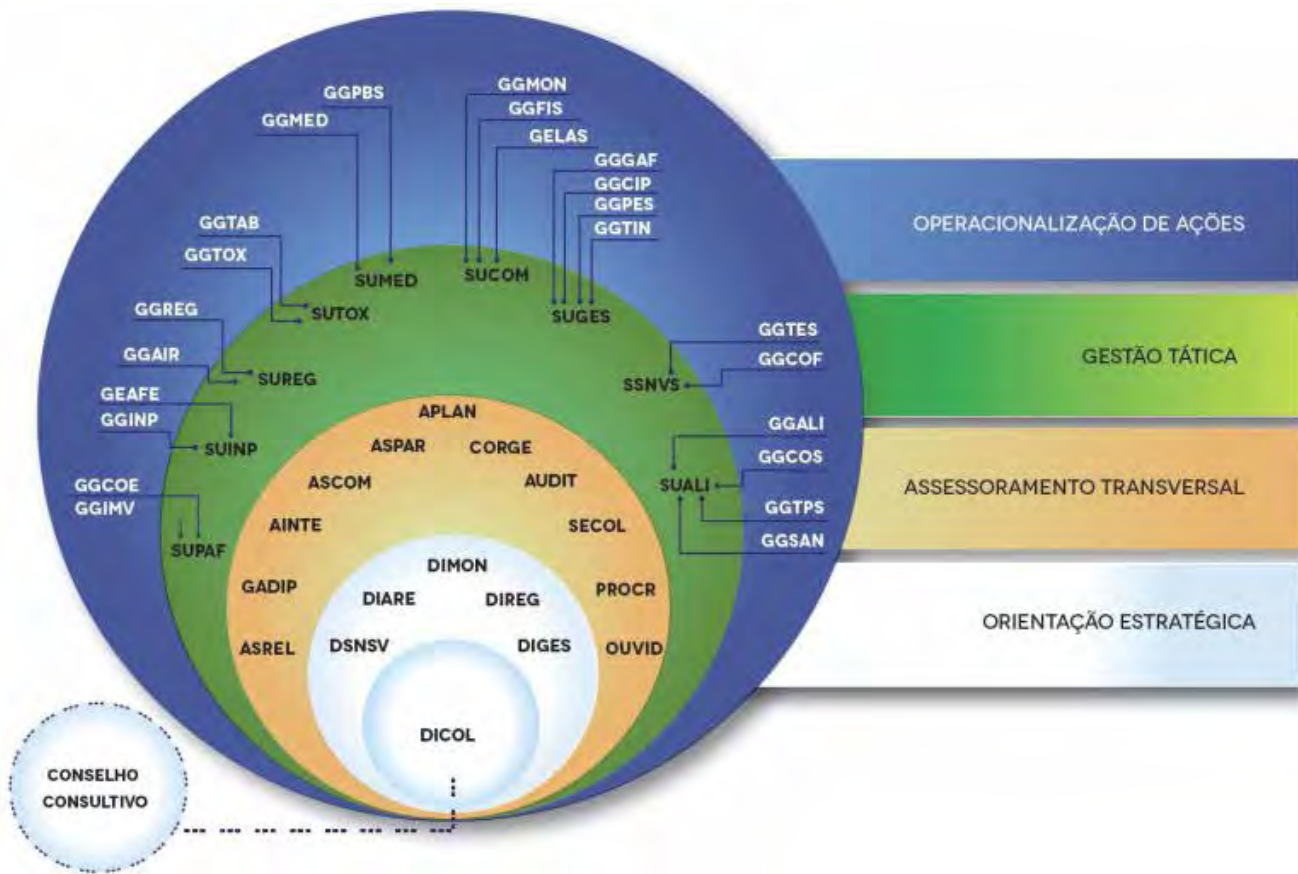 GGPBS
GGMED
GGMON
GGFIS
GELAS
GGGAF
GGCIP
GGPES
GGTIN
GGTAB
GGTOX
GGREG
GGAIR
GEAFE
GGINP
GGCOE
GGIMV
GGTES
GGCOF
GGALI
GGCOS
GGTPS
GGSAN
SUMED
SUCOM
SUTOX
SUGES
SUREG
SSNVS
SUINP
SUALI
SUPAF
APLAN
ASPAR
CORGE
ASCOM
AUDIT
AINTE
SECOL
GADIP
PROCR
ASREL
OUVID
DIMON
DIARE
DIREG
DSNSV
DIGES
DICOL
CONSELHO
CONSULTIVO
OPERACIONALIZAÇÃO DE AÇÕES
GESTÃO TÁTICA
ASSESSORAMENTO TRANSVERSAL
ORIENTAÇÃO ESTRATÉGICA